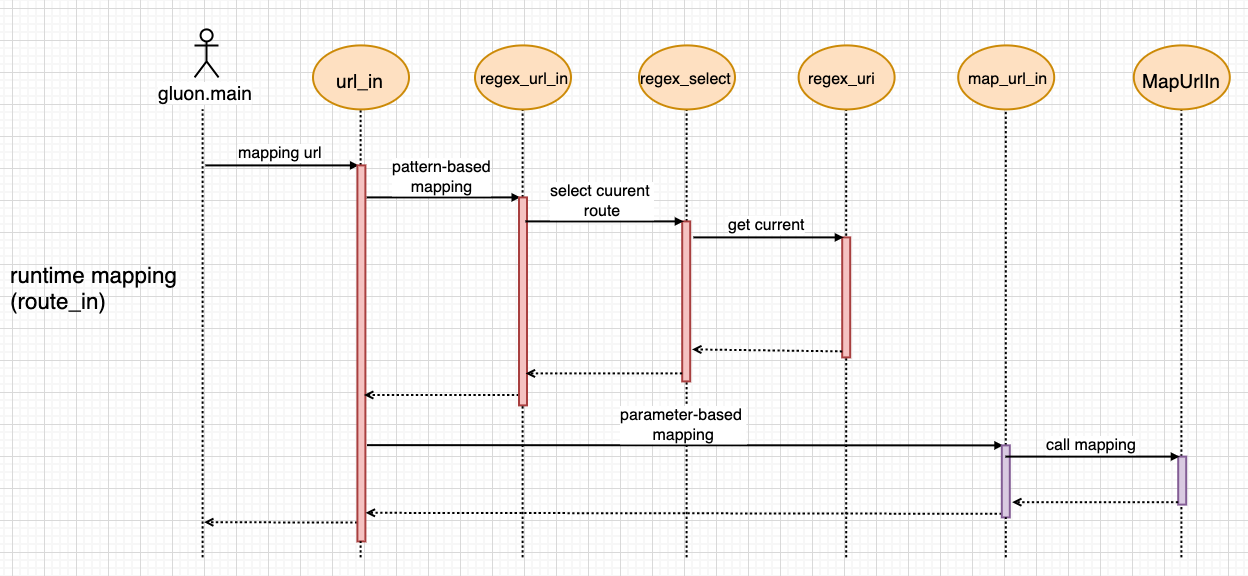 gluon.main
url_in
regex_url_in
regex_select
regex_uri
map_url_in
MapUrlIn
mapping url
pattern-based
mapping
select cuurent
route
get current
runtime mapping
(route_in)
parameter-based
mapping
call mapping